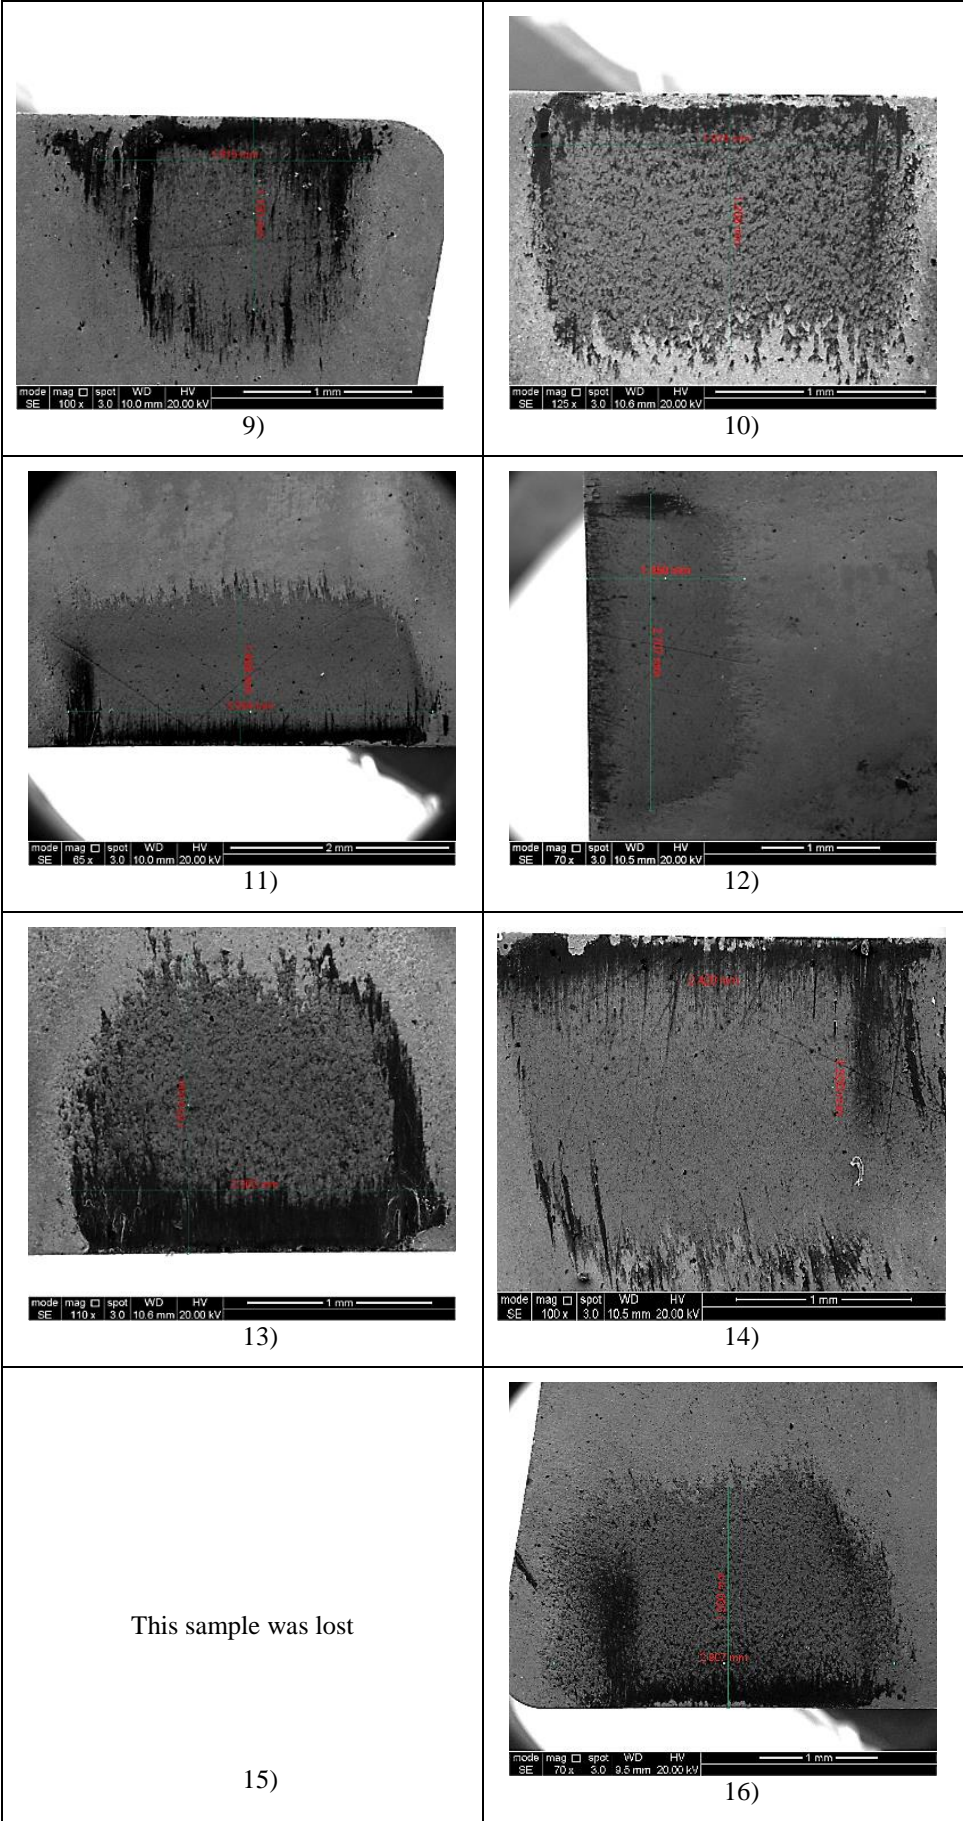 mode mag □ spot WD HV 1 mm
SE 100 x 3.0 10.0 mm 20.00 kV
9)
mode mag □ spot WD HV 1 mm
SE 125 x 3.0 10.6 mm 20.00 kV
10)
mode mag □ spot WD HV 2 mm
SE 65 x 3.0 10.0 mm 20.00 kV
11)
mode mag □ spot WD HV 1 mm
SE 70 x 3.0 10.5 mm 20.00 kV
12)
mode mag □ spot WD HV 1 mm
SE 110 x 3.0 10.6 mm 20.00 kV
13)
mode mag □ spot WD HV 1 mm
SE 100 x 3.0 10.5 mm 20.00 kV
14)
This sample was lost
15)
mode mag □ spot WD HV 1 mm
SE 70 x 3.0 9.5 mm 20.00 kV
16)